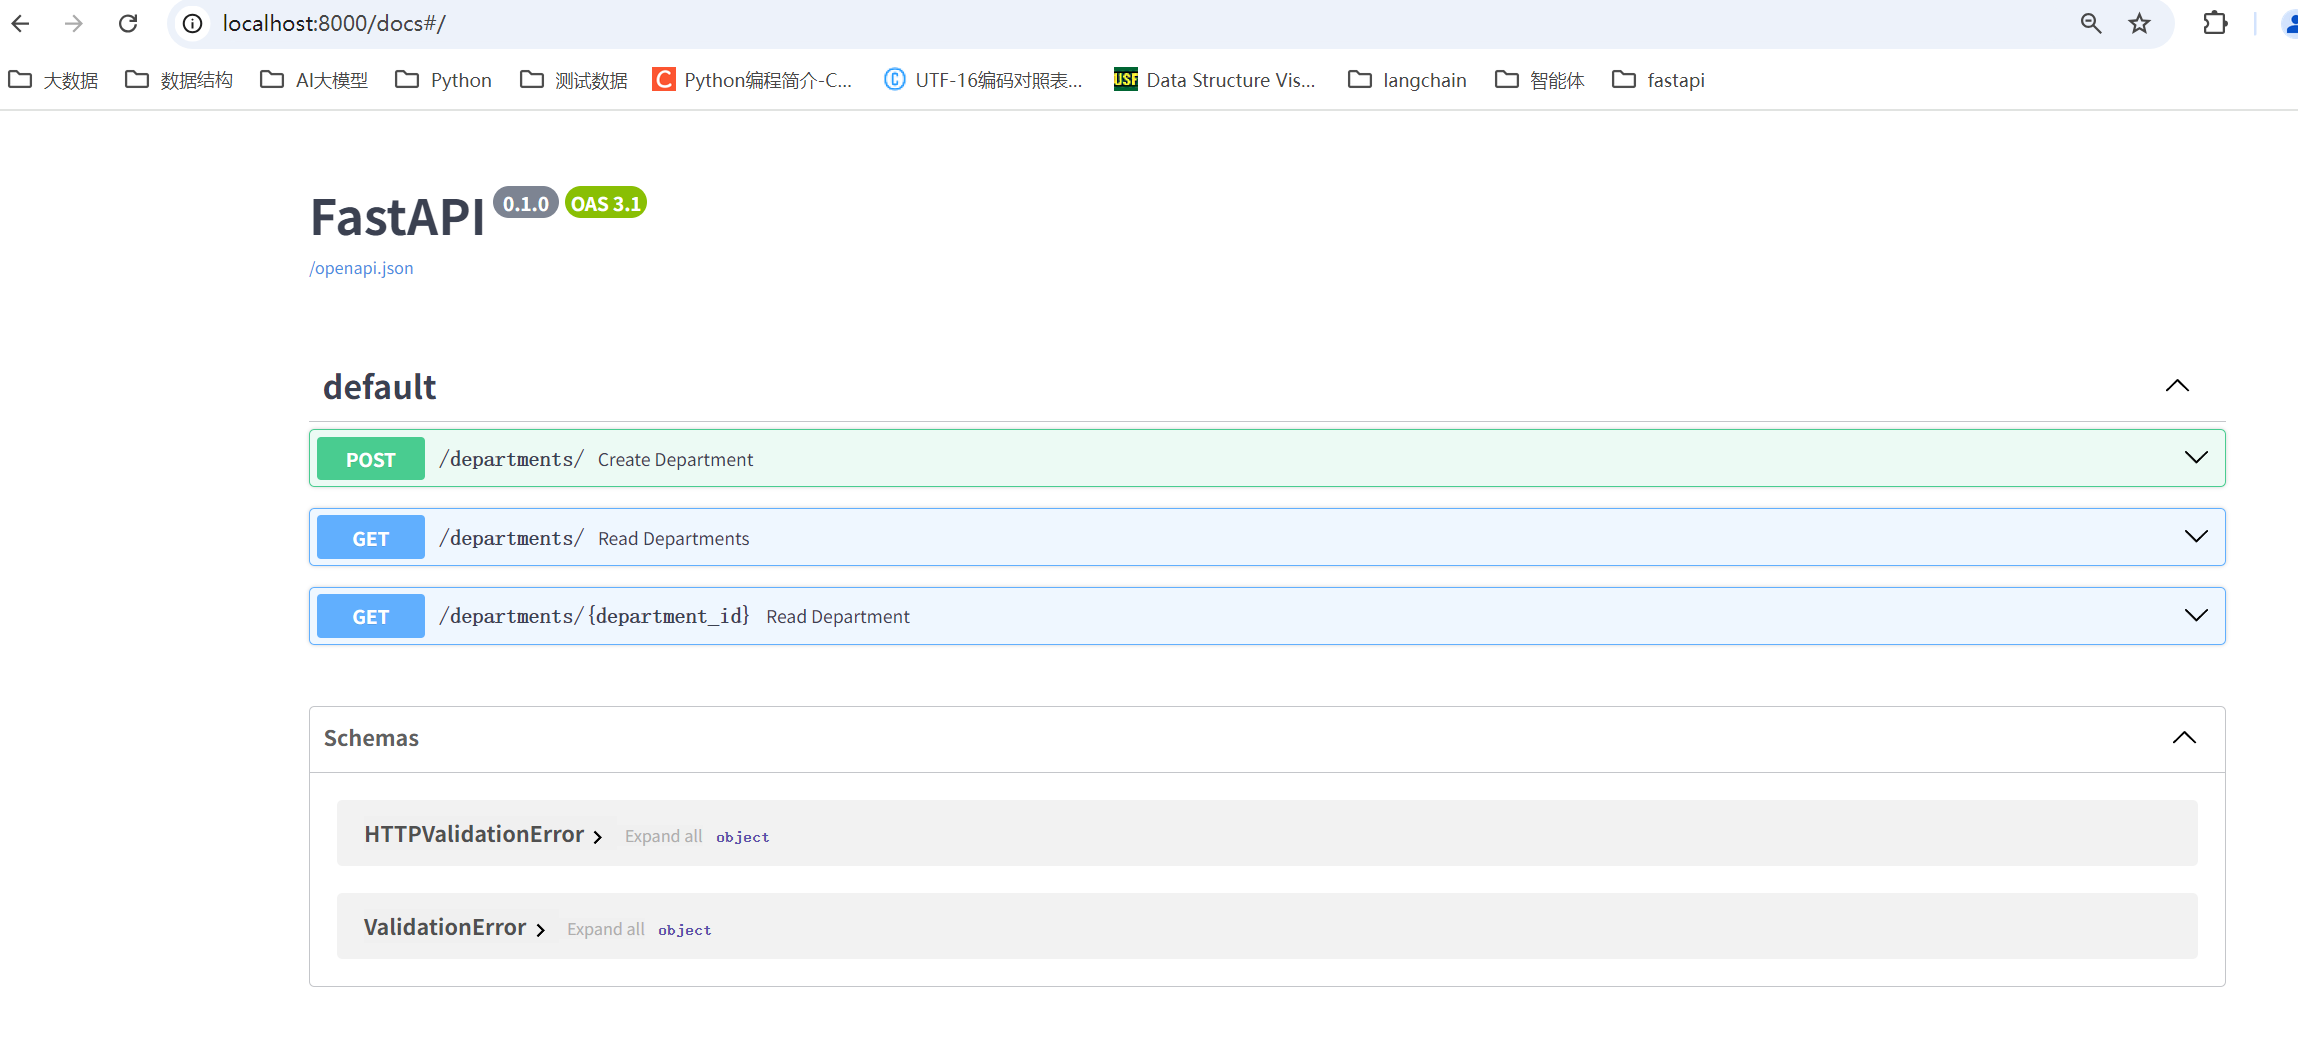 localhost:8000/docs#/
大数据 数据结构 AI大模型 Python 测试数据 C Python编程简介-C... C UTF-16编码对照表... USF Data Structure Vis... langchain 智能体 fastapi
FastAPI 0.1.0 OAS 3.1
/openapi.json
default
POST /departments/ Create Department
GET /departments/ Read Departments
GET /departments/{department_id} Read Department
Schemas
HTTPValidationError Expand all object
ValidationError Expand all object